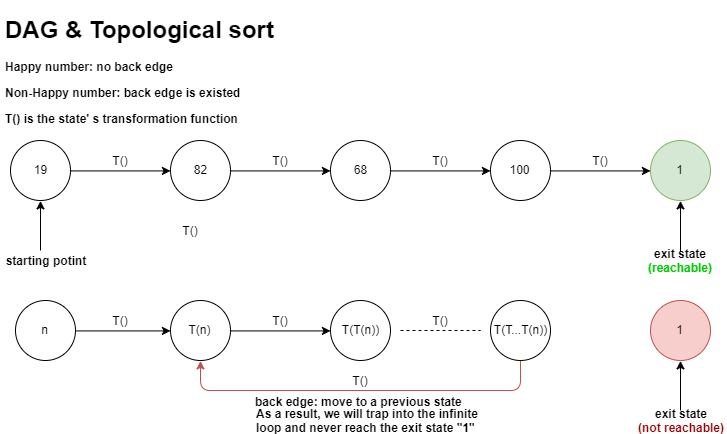 DAG & Topological sort
Happy number: no back edge
Non-Happy number: back edge is existed
T() is the state' s transformation function
19 T() 82 T() 68 T() 100 T() 1
T()
starting potint
exit state
(reachable)
n T() T(n) T() T(T(n)) T() T(T...T(n)) 1
T()
back edge: move to a previous state
As a result, we will trap into the infinite
loop and never reach the exit state "1"
exit state
(not reachable)